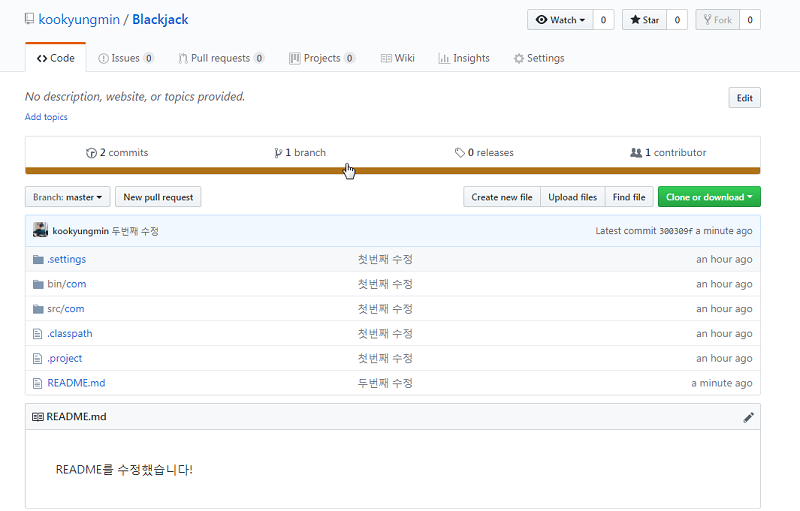 kookyungmin / Blackjack
Watch 0 Star 0 Fork 0
Code Issues 0 Pull requests 0 Projects 0 Wiki Insights Settings
No description, website, or topics provided. Edit
Add topics
2 commits 1 branch 0 releases 1 contributor
Branch: master New pull request Create new file Upload files Find file Clone or download
kookyungmin 두번째 수정 Latest commit 300309f a minute ago
.settings 첫번째 수정 an hour ago
bin/com 첫번째 수정 an hour ago
src/com 첫번째 수정 an hour ago
.classpath 첫번째 수정 an hour ago
.project 첫번째 수정 an hour ago
README.md 두번째 수정 a minute ago
README.md
README를 수정했습니다!